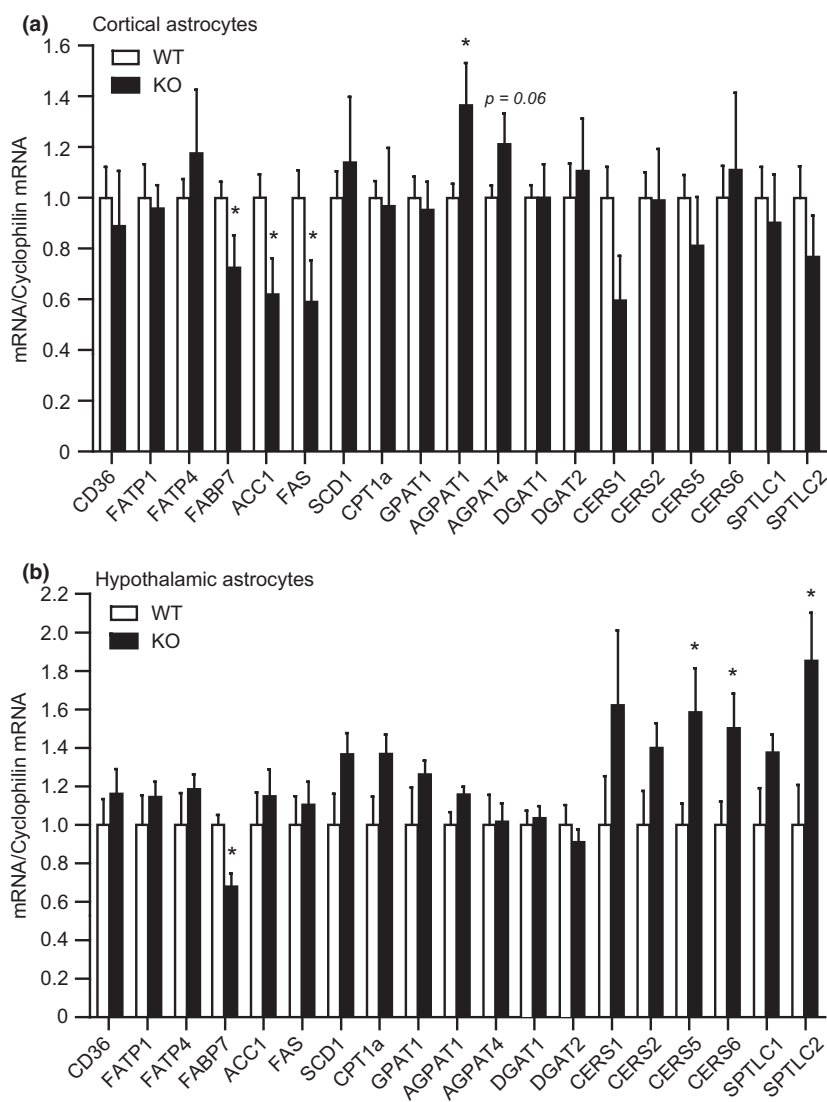 (a) Cortical astrocytes
WT
KO
mRNA/Cyclophilin mRNA
1.6
1.4
1.2
1.0
0.8
0.6
0.4
0.2
0
* * * * p = 0.06
CD36 FATP1 FATP4 FABP7 ACC1 FAS SCD1 CPT1a GPAT1 AGPAT1 AGPAT4 DGAT1 DGAT2 CERS1 CERS2 CERS5 CERS6 SPTLC1 SPTLC2
(b) Hypothalamic astrocytes
WT
KO
mRNA/Cyclophilin mRNA
2.2
2.0
1.8
1.6
1.4
1.2
1.0
0.8
0.6
0.4
0.2
0
* * * *
CD36 FATP1 FATP4 FABP7 ACC1 FAS SCD1 CPT1a GPAT1 AGPAT1 AGPAT4 DGAT1 DGAT2 CERS1 CERS2 CERS5 CERS6 SPTLC1 SPTLC2